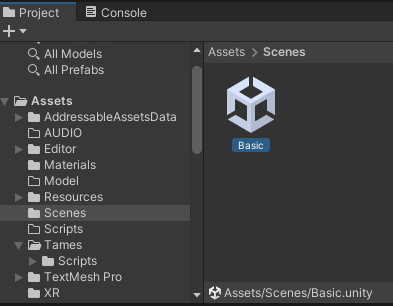 Project
Console
All Models
All Prefabs
Assets
AddressableAssetsData
AUDIO
Editor
Materials
Model
Resources
Scenes
Scripts
Tames
Scripts
TextMesh Pro
XR
Assets > Scenes
Basic
Assets/Scenes/Basic.unity